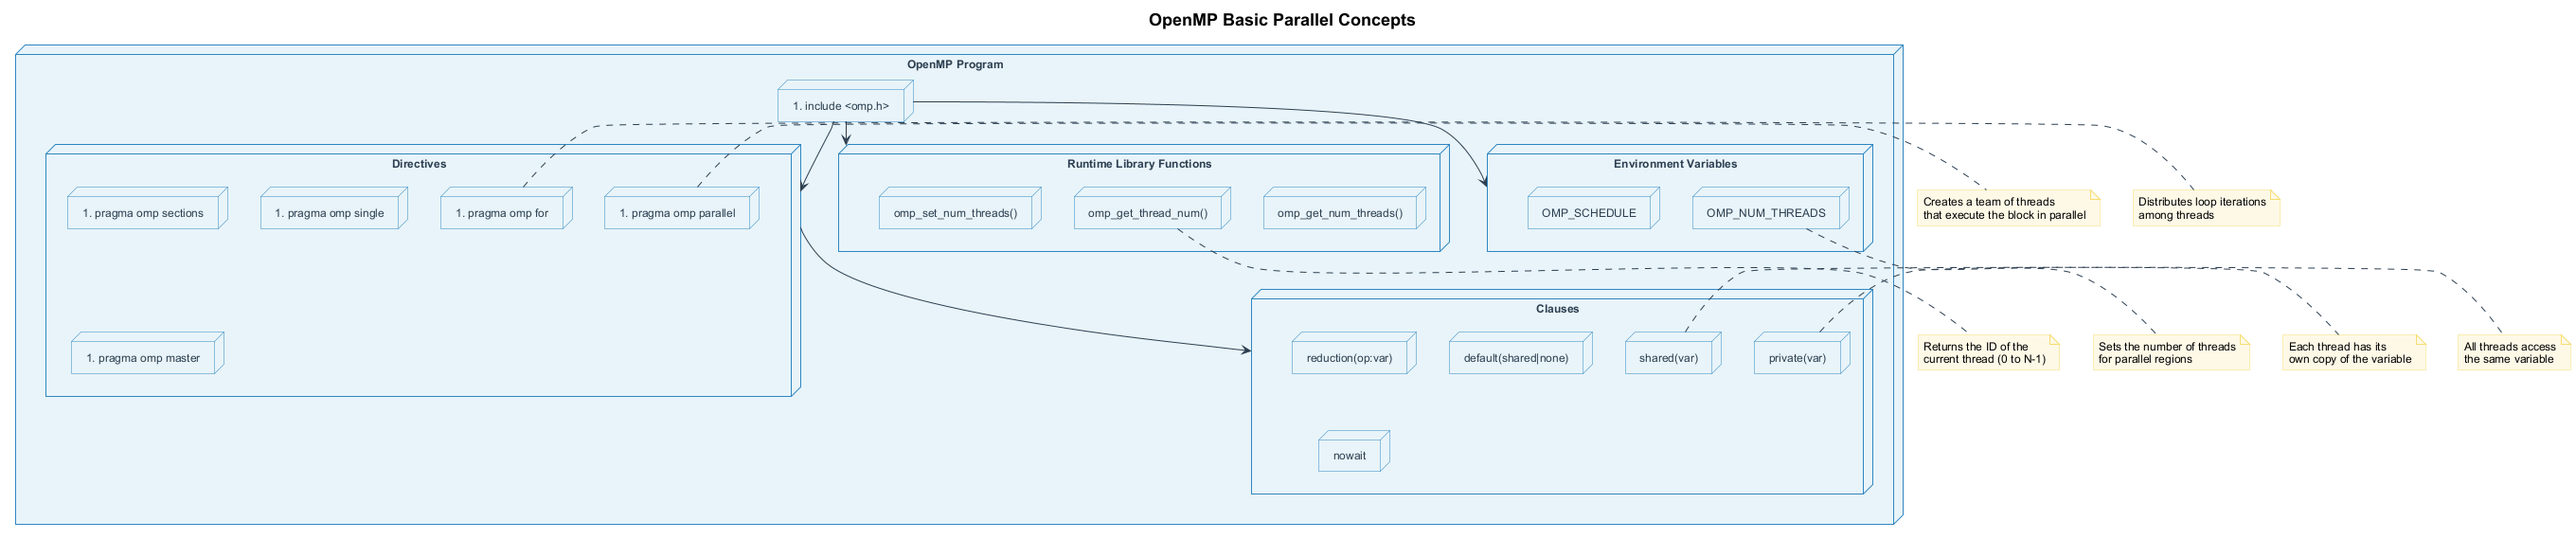 OpenMP Basic Parallel Concepts
OpenMP Program
1. include <omp.h>
Directives
Runtime Library Functions
Environment Variables
1. pragma omp sections
1. pragma omp single
1. pragma omp for
1. pragma omp parallel
omp_set_num_threads()
omp_get_thread_num()
omp_get_num_threads()
OMP_SCHEDULE
OMP_NUM_THREADS
Creates a team of threads
that execute the block in parallel
Distributes loop iterations
among threads
Clauses
1. pragma omp master
reduction(op:var)
default(shared|none)
shared(var)
private(var)
Returns the ID of the
current thread (0 to N-1)
Sets the number of threads
for parallel regions
Each thread has its
own copy of the variable
All threads access
the same variable
nowait